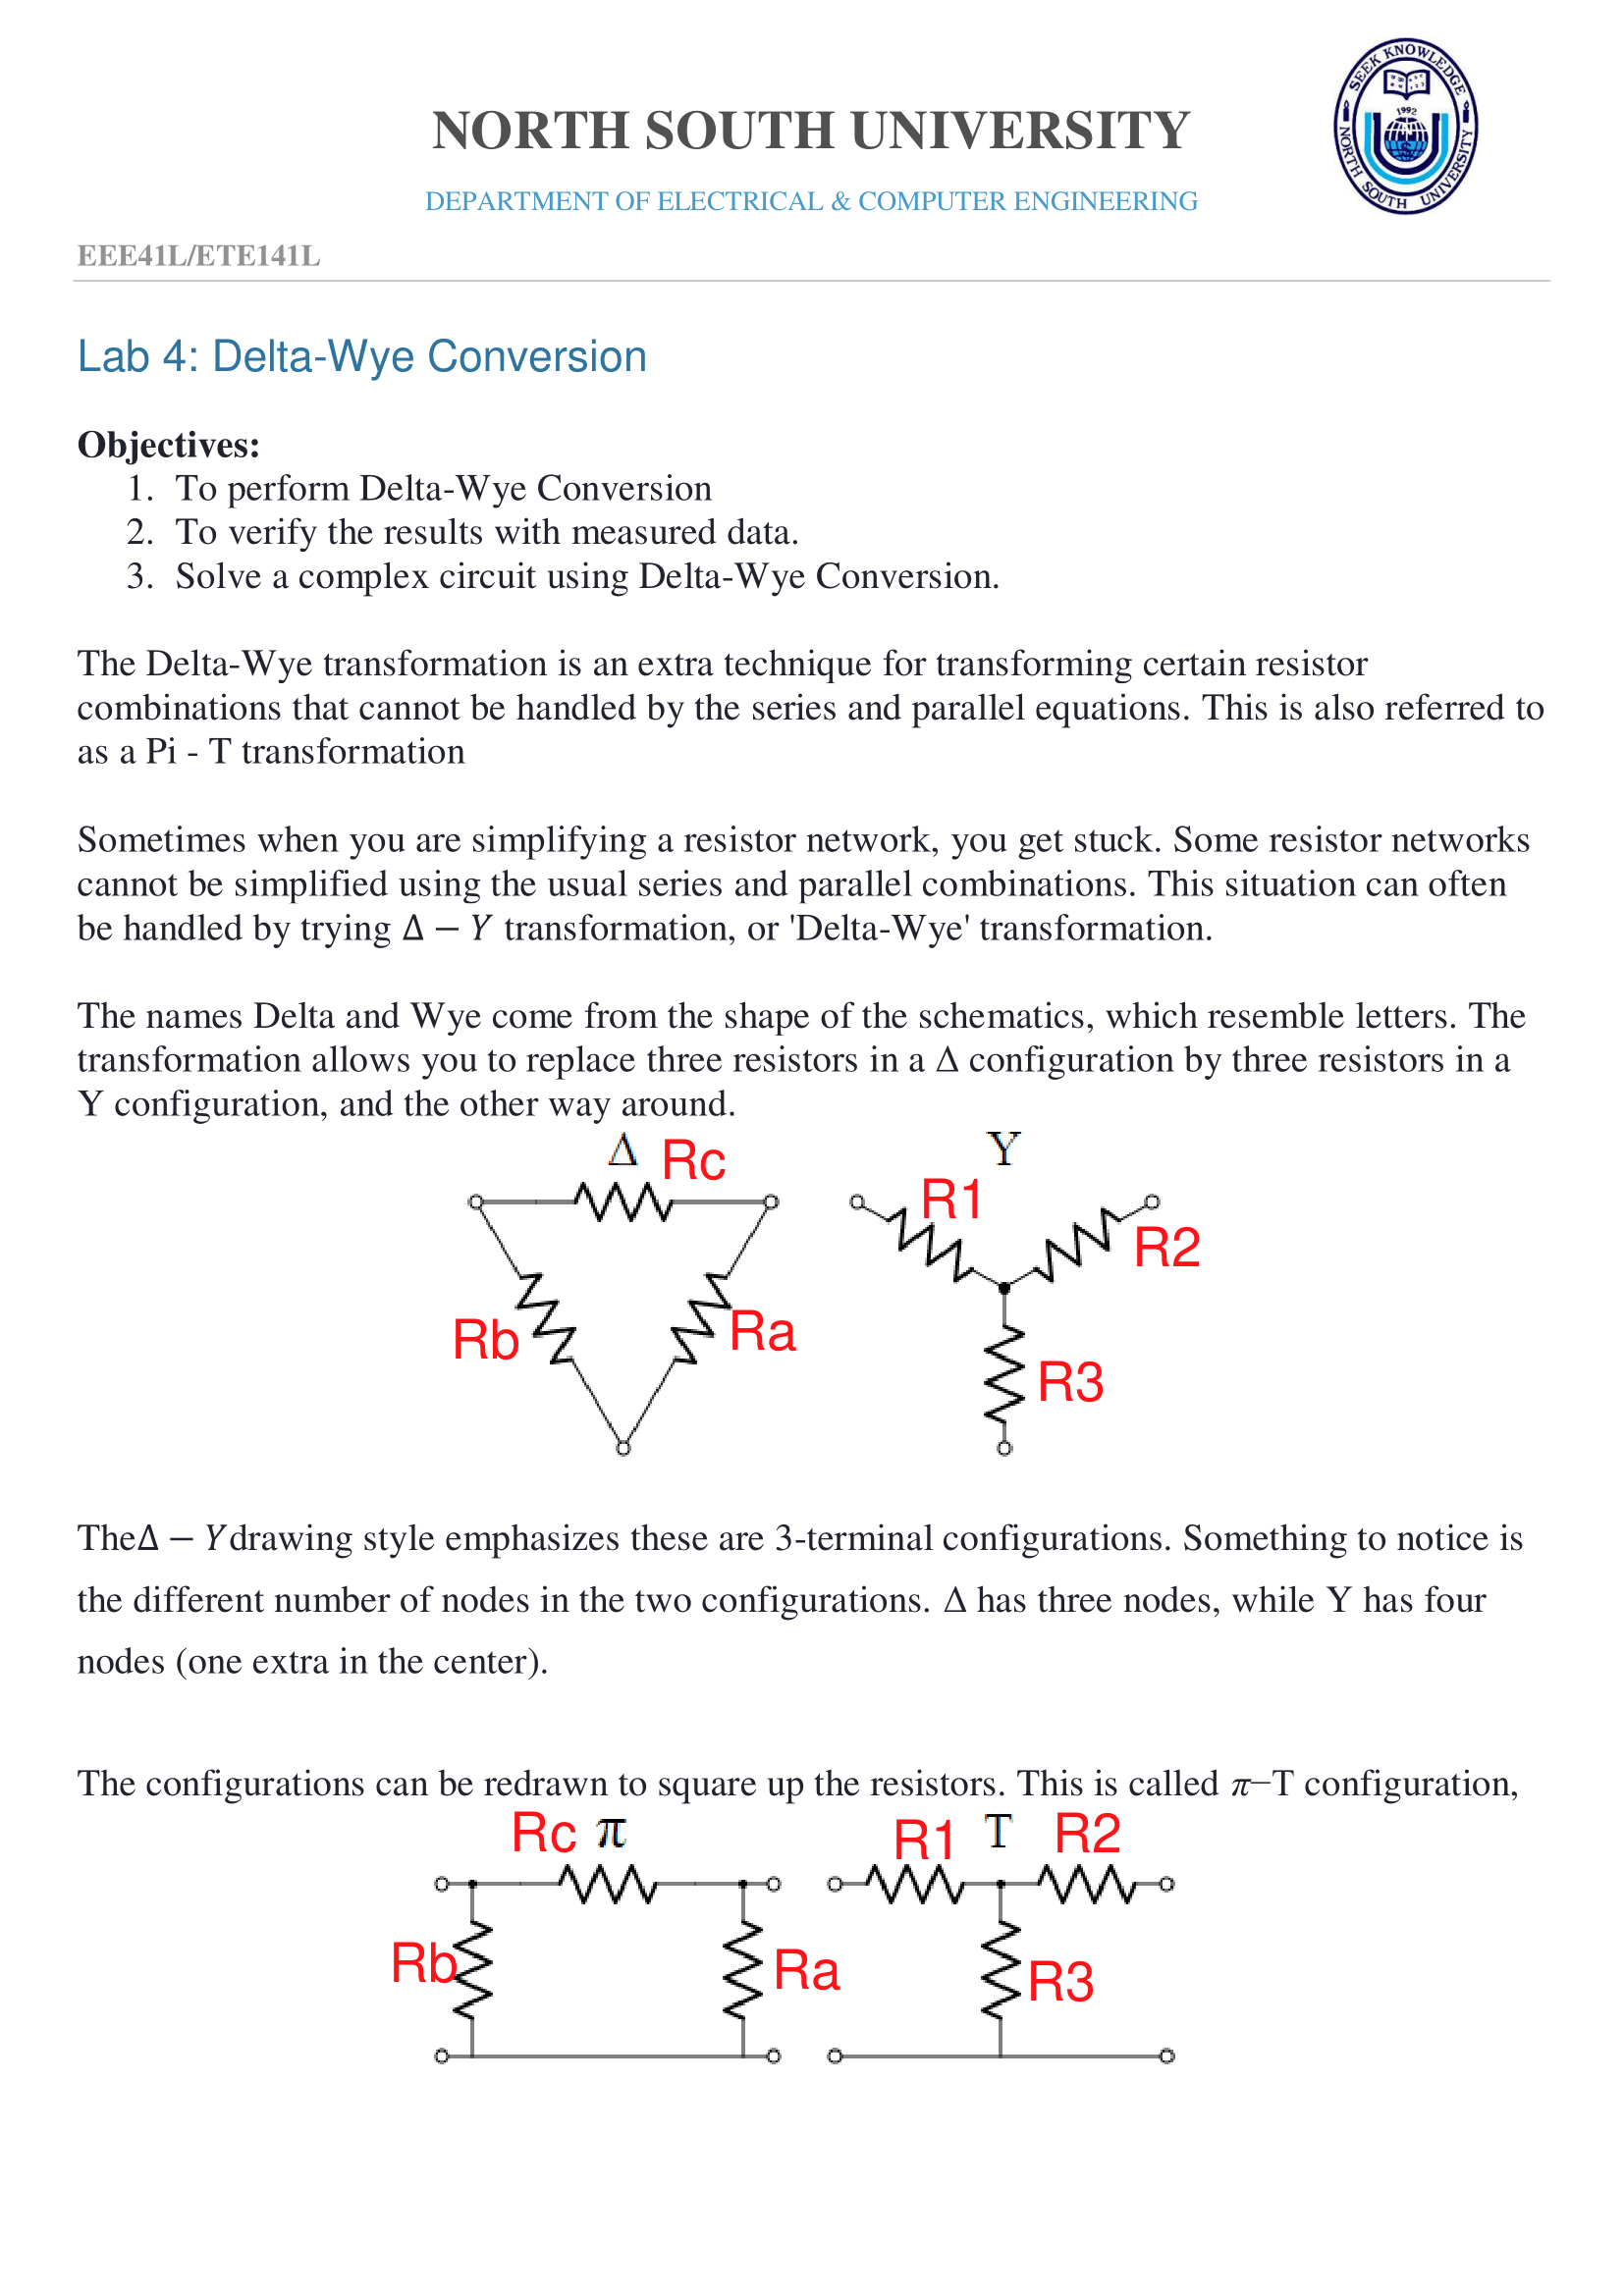 NORTH SOUTH UNIVERSITY
SEEK KNOWLEDGE
1992
NORTH SOUTH UNIVERSITY
DEPARTMENT OF ELECTRICAL & COMPUTER ENGINEERING
EEE41L/ETE141L
Lab 4: Delta-Wye Conversion
Objectives:
1. To perform Delta-Wye Conversion
2. To verify the results with measured data.
3. Solve a complex circuit using Delta-Wye Conversion.
The Delta-Wye transformation is an extra technique for transforming certain resistor
combinations that cannot be handled by the series and parallel equations. This is also referred to
as a Pi - T transformation
Sometimes when you are simplifying a resistor network, you get stuck. Some resistor networks
cannot be simplified using the usual series and parallel combinations. This situation can often
be handled by trying Δ − Y transformation, or 'Delta-Wye' transformation.
The names Delta and Wye come from the shape of the schematics, which resemble letters. The
transformation allows you to replace three resistors in a Δ configuration by three resistors in a
Y configuration, and the other way around.
Δ Rc Y
R1
R2
Rb Ra
R3
TheΔ − Ydrawing style emphasizes these are 3-terminal configurations. Something to notice is
the different number of nodes in the two configurations. Δ has three nodes, while Y has four
nodes (one extra in the center).
The configurations can be redrawn to square up the resistors. This is called π−T configuration,
Rc π R1 T R2
Rb Ra R3